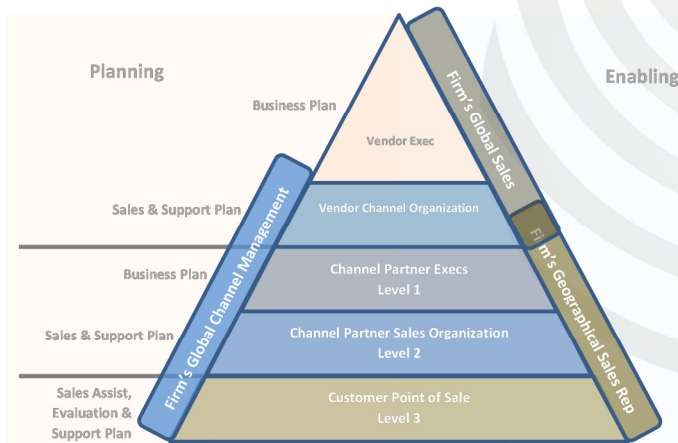 Planning
Enabling
Business Plan
Vendor Exec
Firm's Global Sales
Sales & Support Plan
Vendor Channel Organization
Firm's Global Channel Management
Business Plan
Channel Partner Execs
Level 1
Firm's Geographical Sales Rep
Sales & Support Plan
Channel Partner Sales Organization
Level 2
Sales Assist,
Evaluation &
Support Plan
Customer Point of Sale
Level 3